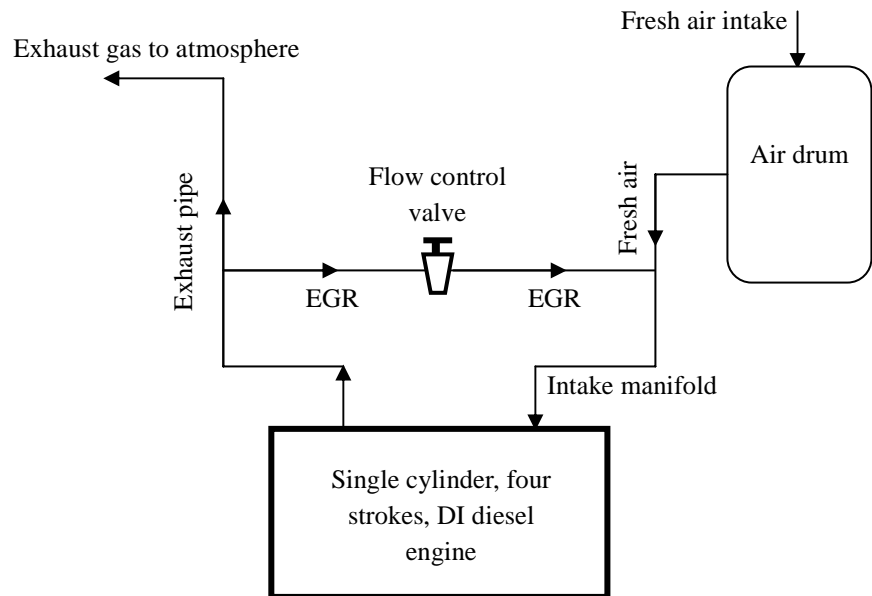 Fresh air intake
Exhaust gas to atmosphere
Air drum
Flow control
valve
Fresh air
Exhaust pipe
EGR
EGR
Intake manifold
Single cylinder, four
strokes, DI diesel
engine